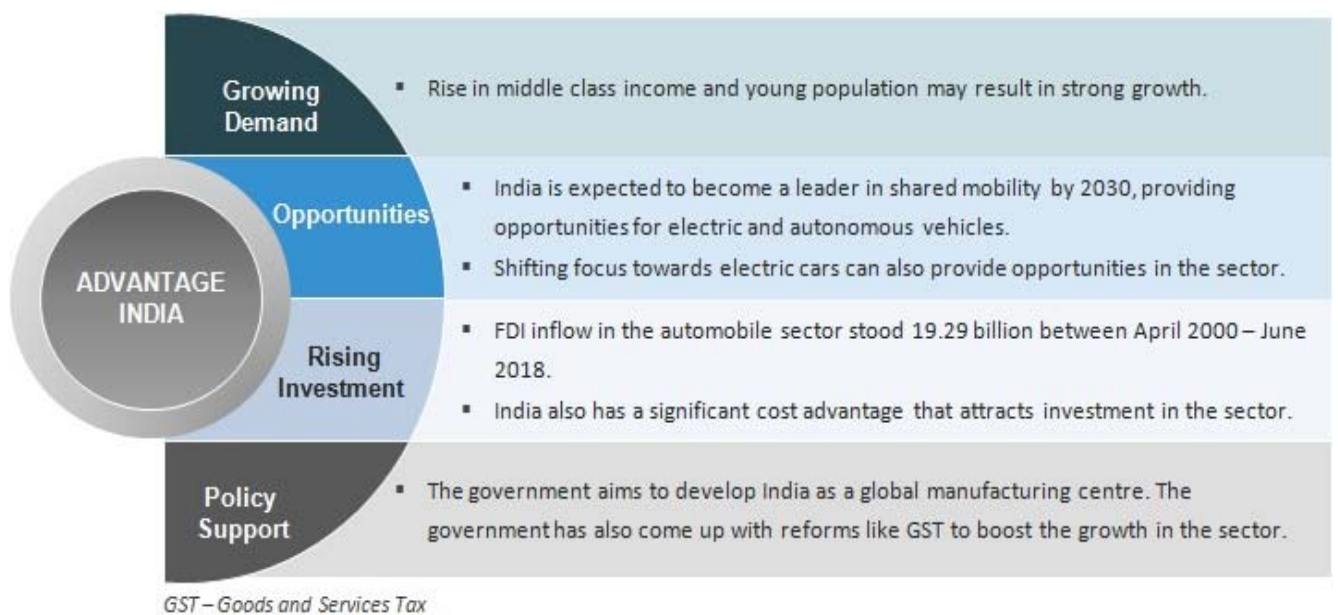 Growing
Demand
▪ Rise in middle class income and young population may result in strong growth.
ADVANTAGE
INDIA
Opportunities
▪ India is expected to become a leader in shared mobility by 2030, providing
opportunities for electric and autonomous vehicles.
▪ Shifting focus towards electric cars can also provide opportunities in the sector.
Rising
Investment
▪ FDI inflow in the automobile sector stood 19.29 billion between April 2000 – June
2018.
▪ India also has a significant cost advantage that attracts investment in the sector.
Policy
Support
▪ The government aims to develop India as a global manufacturing centre. The
government has also come up with reforms like GST to boost the growth in the sector.
GST – Goods and Services Tax